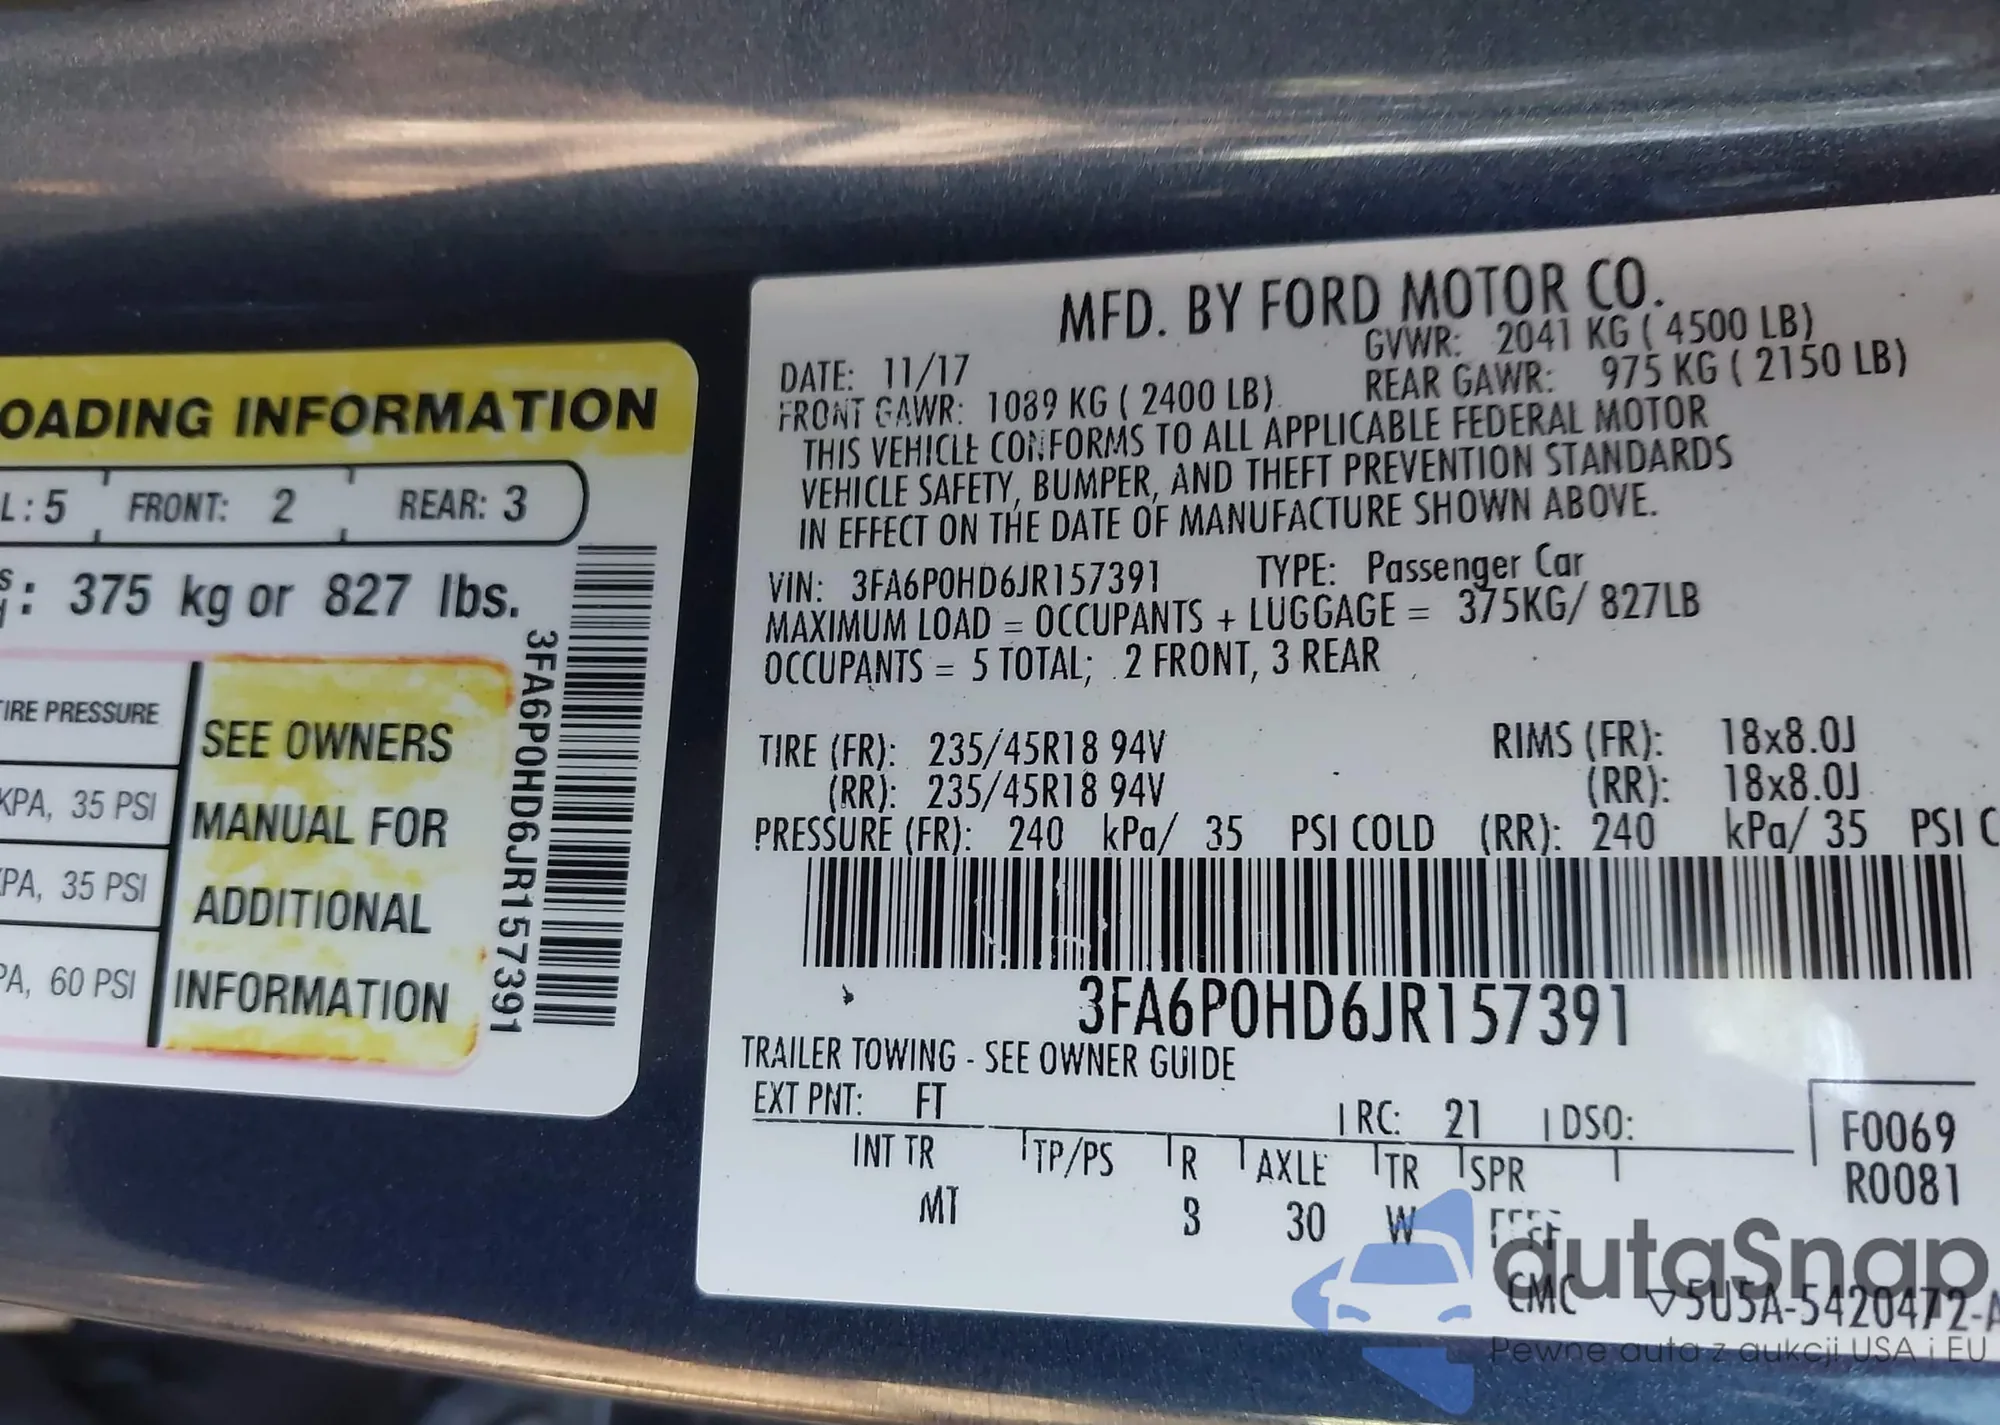 OADING INFORMATION
L: 5 FRONT: 2 REAR: 3
: 375 kg or 827 lbs.
IRE PRESSURE
KPA, 35 PSI
PA, 35 PSI
PA, 60 PSI
SEE OWNERS
MANUAL FOR
ADDITIONAL
INFORMATION
3FA6P0HD6JR157391
MFD. BY FORD MOTOR CO.
DATE: 11/17 GVWR: 2041 KG ( 4500 LB)
FRONT GAWR: 1089 KG ( 2400 LB) REAR GAWR: 975 KG ( 2150 LB)
THIS VEHICLE CONFORMS TO ALL APPLICABLE FEDERAL MOTOR
VEHICLE SAFETY, BUMPER, AND THEFT PREVENTION STANDARDS
IN EFFECT ON THE DATE OF MANUFACTURE SHOWN ABOVE.
VIN: 3FA6P0HD6JR157391 TYPE: Passenger Car
MAXIMUM LOAD = OCCUPANTS + LUGGAGE = 375KG/ 827LB
OCCUPANTS = 5 TOTAL; 2 FRONT, 3 REAR
TIRE (FR): 235/45R18 94V RIMS (FR): 18x8.0J
(RR): 235/45R18 94V (RR): 18x8.0J
PRESSURE (FR): 240 kPa/ 35 PSI COLD (RR): 240 kPa/ 35 PSI C
3FA6P0HD6JR157391
TRAILER TOWING - SEE OWNER GUIDE
EXT PNT: FT RC: 21 DSO:
F0069
R0081
INT TR TP/PS R AXLE TR SPR
MT 30 W
CMC 5U5A-5420472-A
autaSnap
Pewne auta z aukcji USA i EU